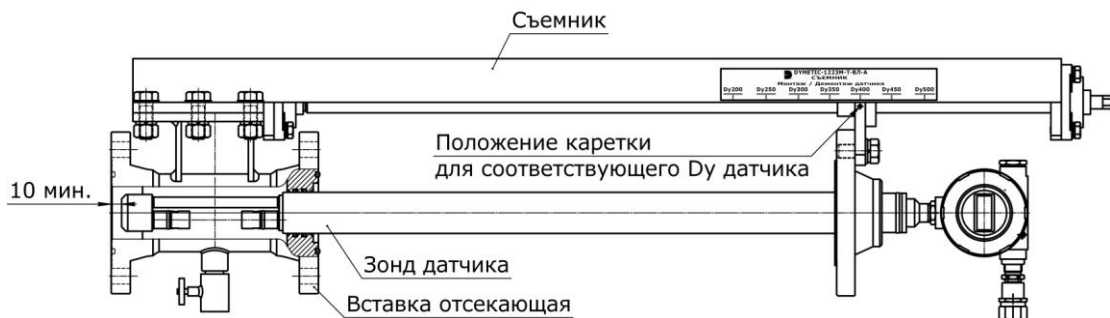 Съемник
DYMETIC-1223M-T-ВЛ-А
СЪЕМНИК
Монтаж / Демонтаж датчика
Dy200 Dy250 Dy300 Dy350 Dy400 Dy450 Dy500
Положение каретки
для соответствующего Dy датчика
10 мин.
Зонд датчика
Вставка отсекающая